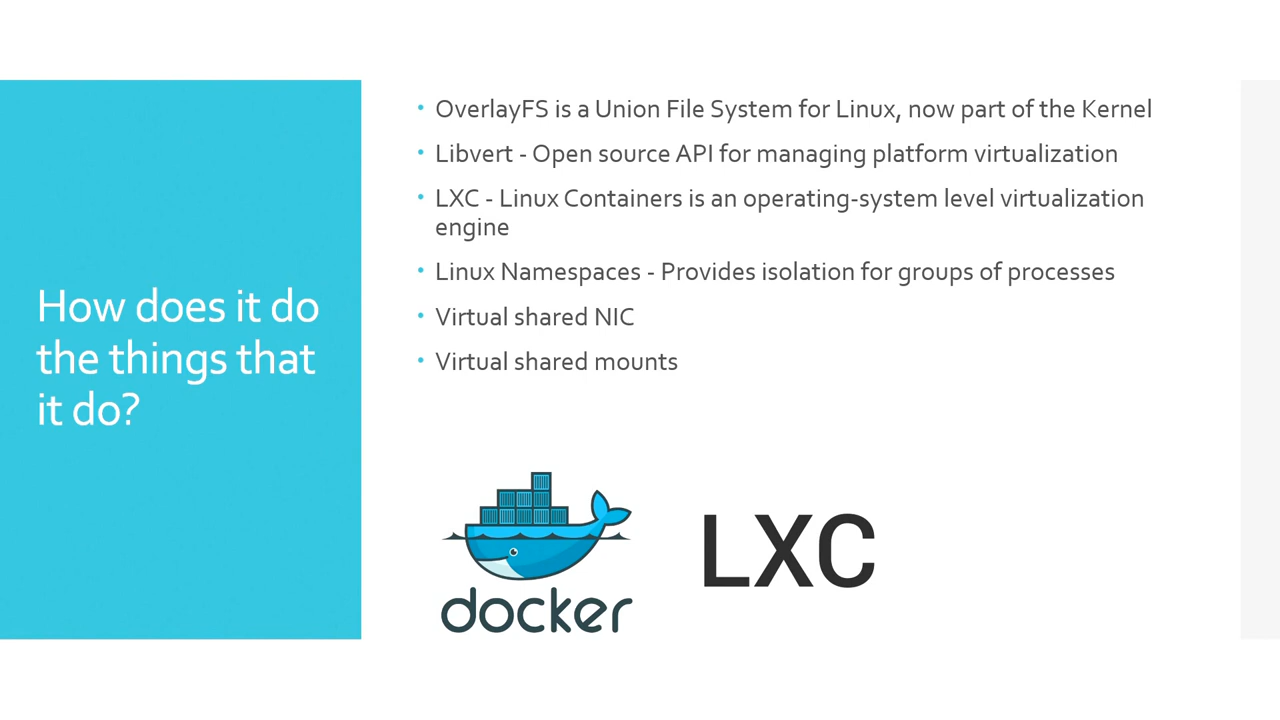 How does it do
the things that
it do?
• OverlayFS is a Union File System for Linux, now part of the Kernel
• Libvert - Open source API for managing platform virtualization
• LXC - Linux Containers is an operating-system level virtualization
engine
• Linux Namespaces - Provides isolation for groups of processes
• Virtual shared NIC
• Virtual shared mounts
docker
LXC